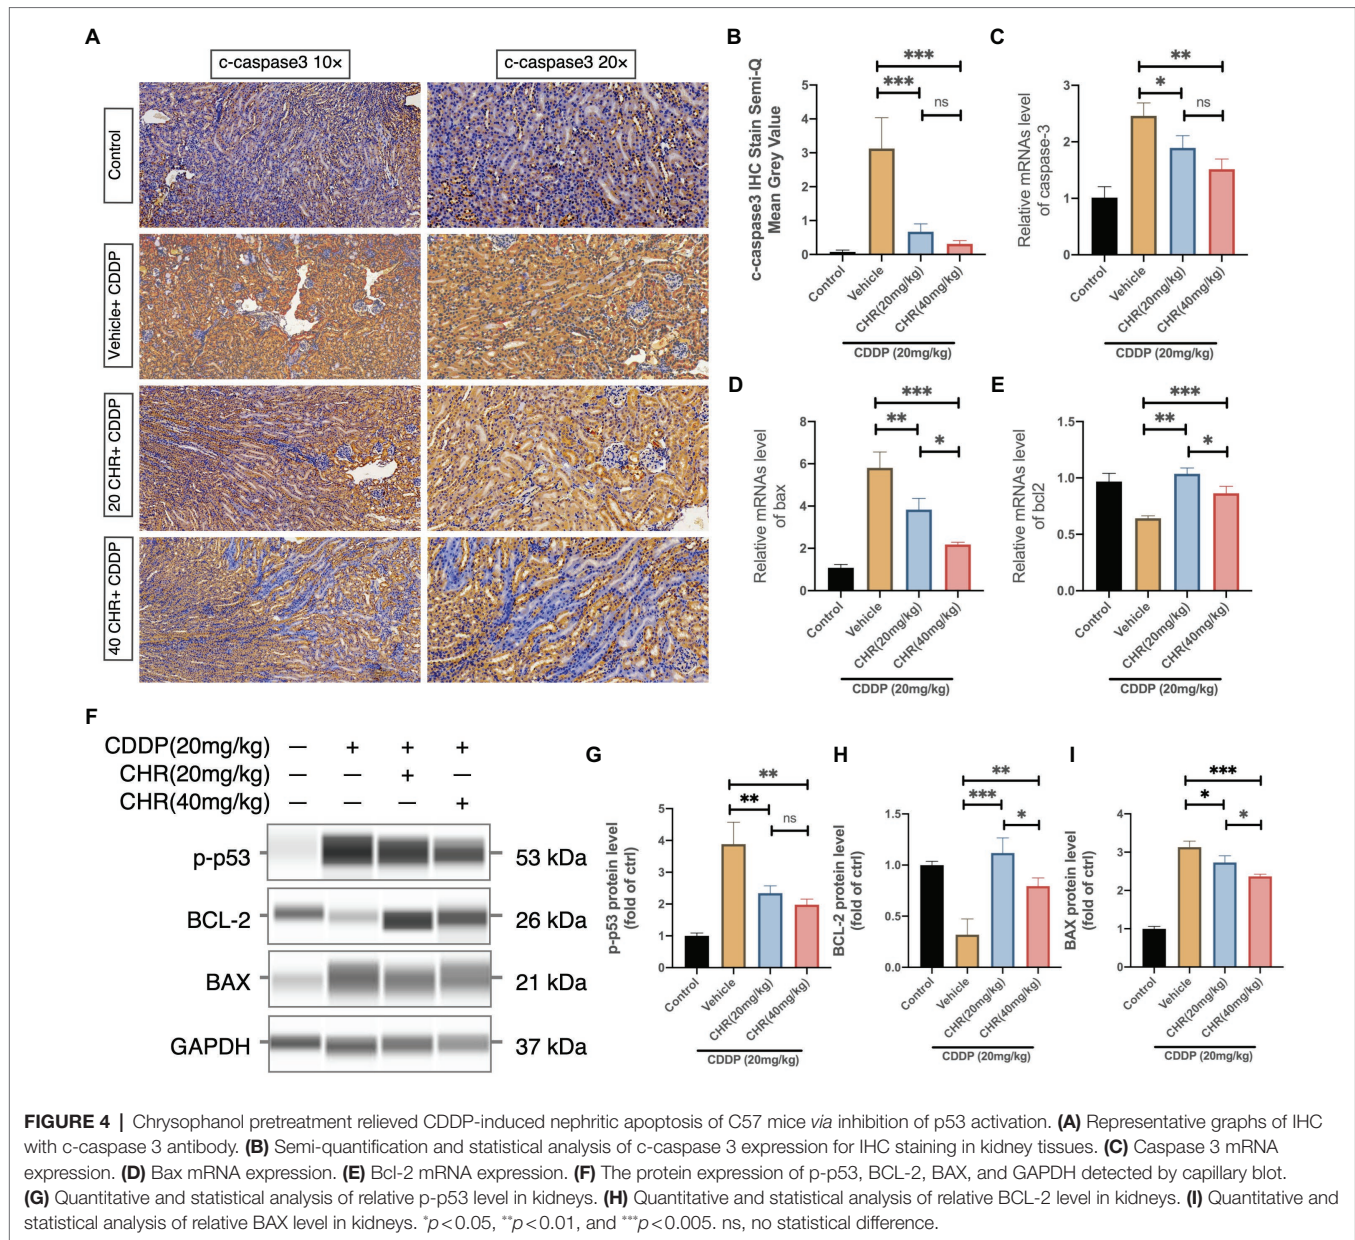 A
c-caspase3 10×
c-caspase3 20×
Control
Vehicle+ CDDP
20 CHR+ CDDP
40 CHR+ CDDP
B
c-caspase3 IHC Stain Semi-Q
Mean Grey Value
5
4
3
2
1
0
***
***
ns
Control
Vehicle
CHR(20mg/kg)
CHR(40mg/kg)
CDDP (20mg/kg)
C
Relative mRNAs level
of caspase-3
3
2
1
0
**
*
ns
Control
Vehicle
CHR(20mg/kg)
CHR(40mg/kg)
CDDP (20mg/kg)
D
Relative mRNAs level
of bax
8
6
4
2
0
***
**
*
Control
Vehicle
CHR(20mg/kg)
CHR(40mg/kg)
CDDP (20mg/kg)
E
Relative mRNAs level
of bcl2
1.5
1.0
0.5
0.0
***
**
*
Control
Vehicle
CHR(20mg/kg)
CHR(40mg/kg)
CDDP (20mg/kg)
F
CDDP(20mg/kg) — + + +
CHR(20mg/kg) — — + —
CHR(40mg/kg) — — — +
p-p53 53 kDa
BCL-2 26 kDa
BAX 21 kDa
GAPDH 37 kDa
G
p-p53 protein level
(fold of ctrl)
5
4
3
2
1
0
**
**
ns
Control
Vehicle
CHR(20mg/kg)
CHR(40mg/kg)
CDDP (20mg/kg)
H
BCL-2 protein level
(fold of ctrl)
1.5
1.0
0.5
0.0
**
***
*
Control
Vehicle
CHR(20mg/kg)
CHR(40mg/kg)
CDDP (20mg/kg)
I
BAX protein level
(fold of ctrl)
4
3
2
1
0
***
*
*
Control
Vehicle
CHR(20mg/kg)
CHR(40mg/kg)
CDDP (20mg/kg)
FIGURE 4 | Chrysophanol pretreatment relieved CDDP-induced nephritic apoptosis of C57 mice via inhibition of p53 activation. (A) Representative graphs of IHC
with c-caspase 3 antibody. (B) Semi-quantification and statistical analysis of c-caspase 3 expression for IHC staining in kidney tissues. (C) Caspase 3 mRNA
expression. (D) Bax mRNA expression. (E) Bcl-2 mRNA expression. (F) The protein expression of p-p53, BCL-2, BAX, and GAPDH detected by capillary blot.
(G) Quantitative and statistical analysis of relative p-p53 level in kidneys. (H) Quantitative and statistical analysis of relative BCL-2 level in kidneys. (I) Quantitative and
statistical analysis of relative BAX level in kidneys. *p<0.05, **p<0.01, and ***p<0.005. ns, no statistical difference.